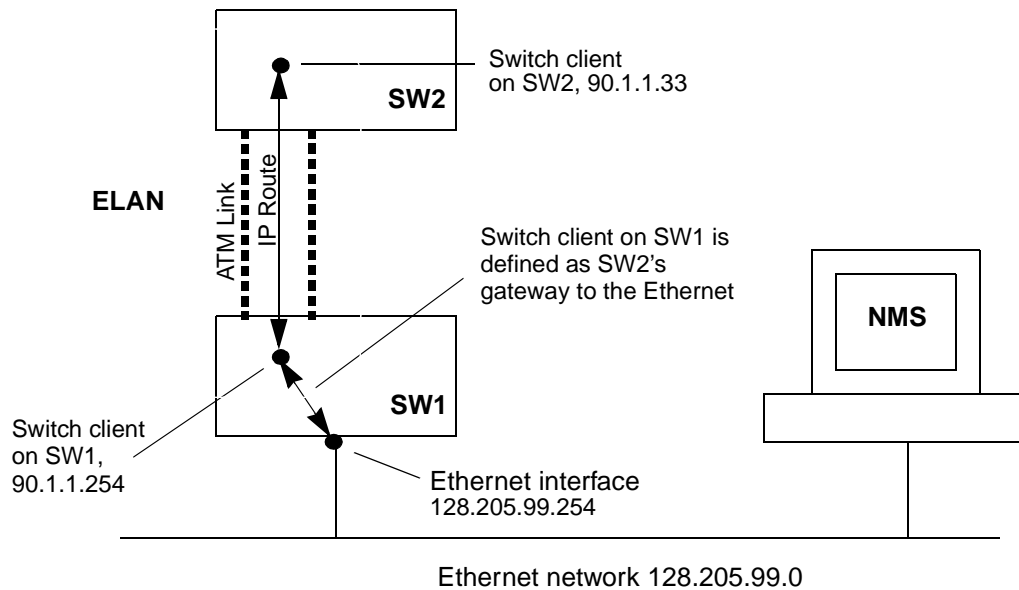 Switch client
on SW2, 90.1.1.33
SW2
ELAN
ATM Link
IP Route
Switch client on SW1 is
defined as SW2's
gateway to the Ethernet
NMS
SW1
Switch client
on SW1,
90.1.1.254
Ethernet interface
128.205.99.254
Ethernet network 128.205.99.0